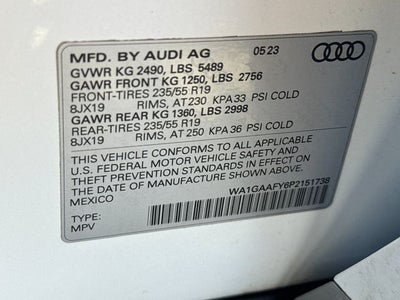 MFD. BY AUDI AG 05 23
GVWR KG 2490, LBS 5489
GAWR FRONT KG 1250, LBS 2756
FRONT-TIRES 235/55 R19
8JX19 RIMS, AT 230 KPA 33 PSI COLD
GAWR REAR KG 1360, LBS 2998
REAR-TIRES 235/55 R19
8JX19 RIMS, AT 250 KPA 36 PSI COLD
THIS VEHICLE CONFORMS TO ALL APPLICABLE
U.S. FEDERAL MOTOR VEHICLE SAFETY AND
THEFT PREVENTION STANDARDS IN EFFECT ON
THE DATE OF MANUFACTURE SHOWN ABOVE.
MEXICO
WA1GAAFY6P2151738
TYPE:
MPV